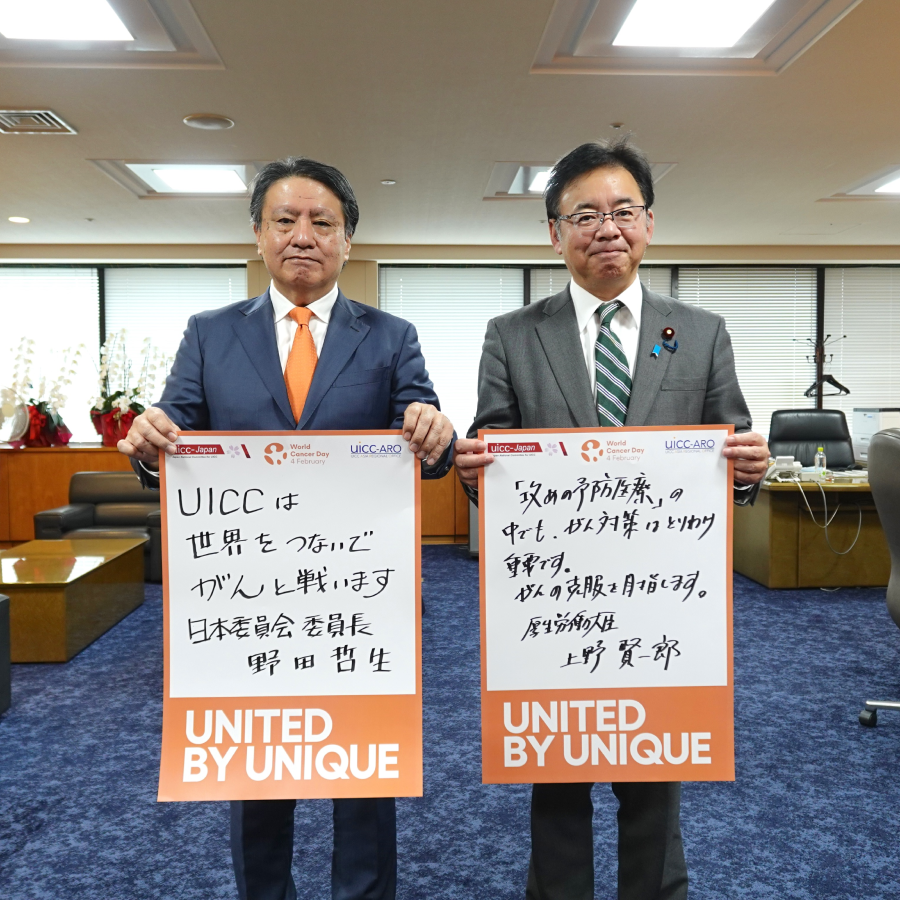 UICC-Japan
World
Cancer Day
4 February
UICC-ARO
UICCは
世界をつないで
がんと戦います
日本委員会 委員長
野田哲生
UNITED
BY UNIQUE
UICC-Japan
World
Cancer Day
4 February
UICC-ARO
「攻めの予防医療」の
中でも、がん対策はとりわけ
重要です。
がんの克服を目指します。
厚生労働大臣
上野賢一郎
UNITED
BY UNIQUE